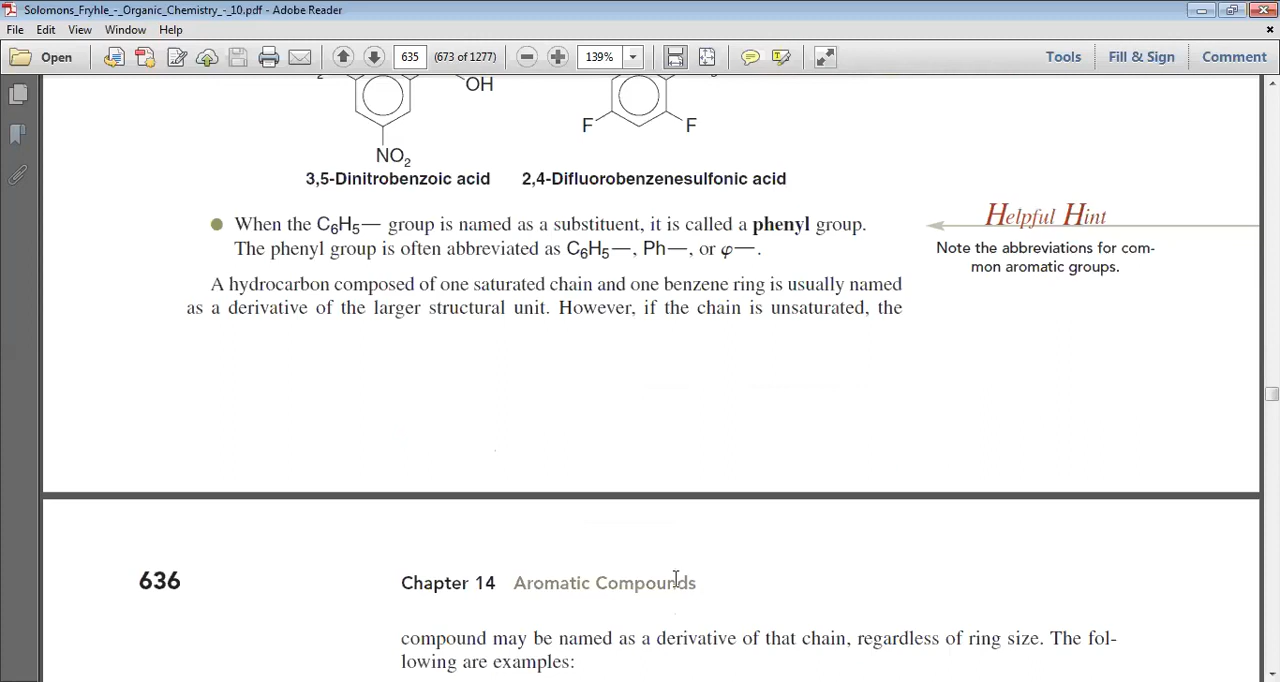 Solomons_Fryhle_-_Organic_Chemistry_-_10.pdf - Adobe Reader
File Edit View Window Help
Open 635 (673 of 1277) 139% Tools Fill & Sign Comment
OH
F F
NO2
3,5-Dinitrobenzoic acid 2,4-Difluorobenzenesulfonic acid
● When the C6H5— group is named as a substituent, it is called a phenyl group.
The phenyl group is often abbreviated as C6H5—, Ph—, or φ—.
Helpful Hint
Note the abbreviations for com-
mon aromatic groups.
A hydrocarbon composed of one saturated chain and one benzene ring is usually named
as a derivative of the larger structural unit. However, if the chain is unsaturated, the
636 Chapter 14 Aromatic Compounds
compound may be named as a derivative of that chain, regardless of ring size. The fol-
lowing are examples: